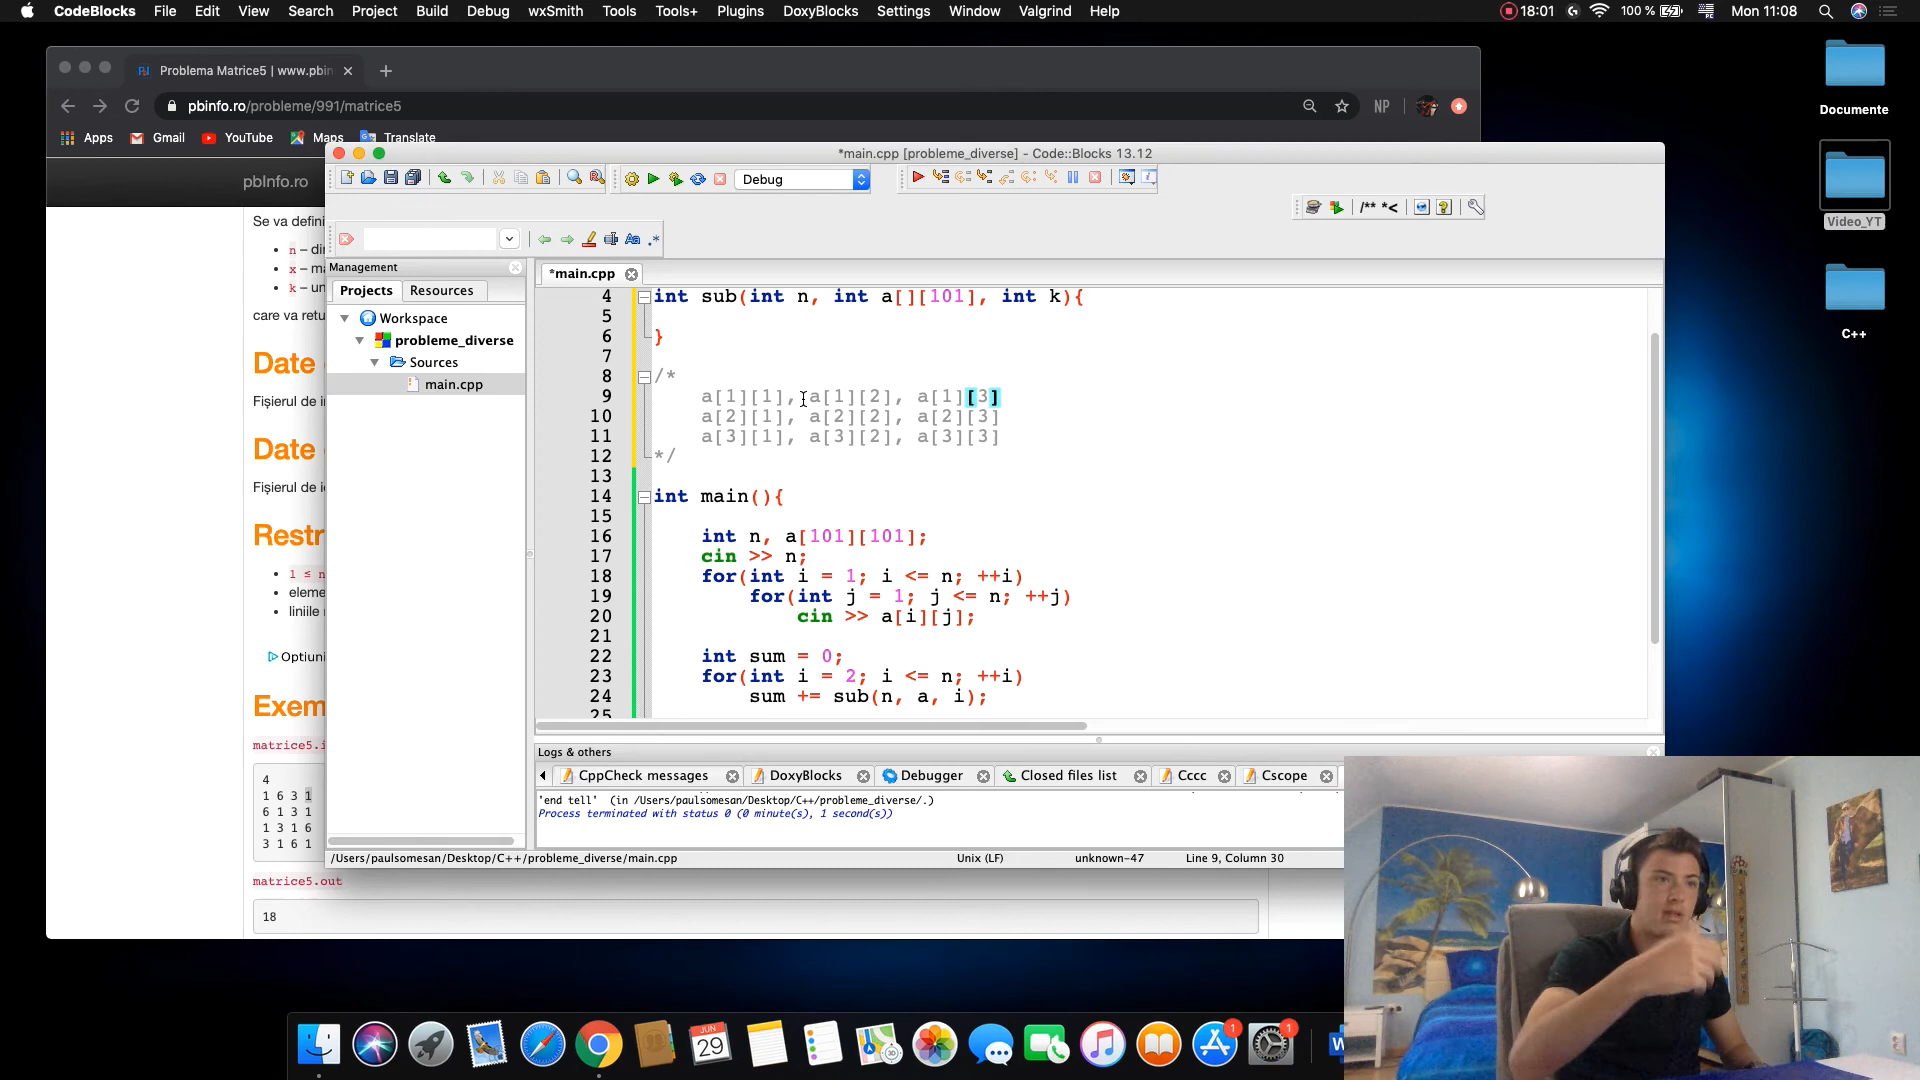 CodeBlocks File Edit View Search Project Build Debug wxSmith Tools Tools+ Plugins DoxyBlocks Settings Window Valgrind Help 18:01 100 % Mon 11:08
Problema Matrice5 | www.pbin
pbinfo.ro/probleme/991/matrice5 NP
Apps Gmail YouTube Maps Translate
pbInfo.ro
Se va defini
n – di
x – ma
k – un
care va retu
Date
Fișierul de i
Date
Fișierul de ie
Restr
1 ≤ n
eleme
liniile
Optiuni
Exem
matrice5.i
4
1 6 3 1
6 1 3 1
1 3 1 6
3 1 6 1
matrice5.out
18
*main.cpp [probleme_diverse] - Code::Blocks 13.12
Debug
/** *<
Management
Projects Resources
Workspace
probleme_diverse
Sources
main.cpp
*main.cpp
4 int sub(int n, int a[][101], int k){
5
6 }
7
8 /*
9 a[1][1], a[1][2], a[1][3]
10 a[2][1], a[2][2], a[2][3]
11 a[3][1], a[3][2], a[3][3]
12 */
13
14 int main(){
15
16 int n, a[101][101];
17 cin >> n;
18 for(int i = 1; i <= n; ++i)
19 for(int j = 1; j <= n; ++j)
20 cin >> a[i][j];
21
22 int sum = 0;
23 for(int i = 2; i <= n; ++i)
24 sum += sub(n, a, i);
25
Logs & others
CppCheck messages DoxyBlocks Debugger Closed files list Cccc Cscope
'end tell' (in /Users/paulsomesan/Desktop/C++/probleme_diverse/.)
Process terminated with status 0 (0 minute(s), 1 second(s))
/Users/paulsomesan/Desktop/C++/probleme_diverse/main.cpp Unix (LF) unknown-47 Line 9, Column 30
Documente
Video_YT
C++
JUN
29
1
1
W